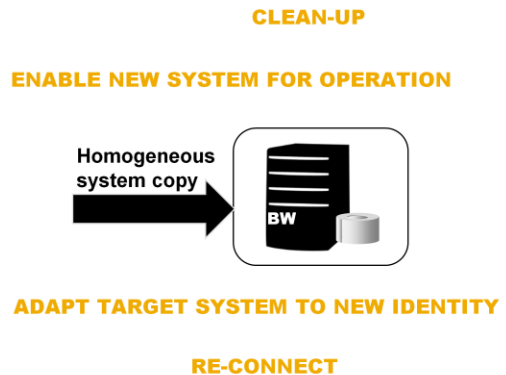 CLEAN-UP
ENABLE NEW SYSTEM FOR OPERATION
Homogeneous
system copy
BW
ADAPT TARGET SYSTEM TO NEW IDENTITY
RE-CONNECT